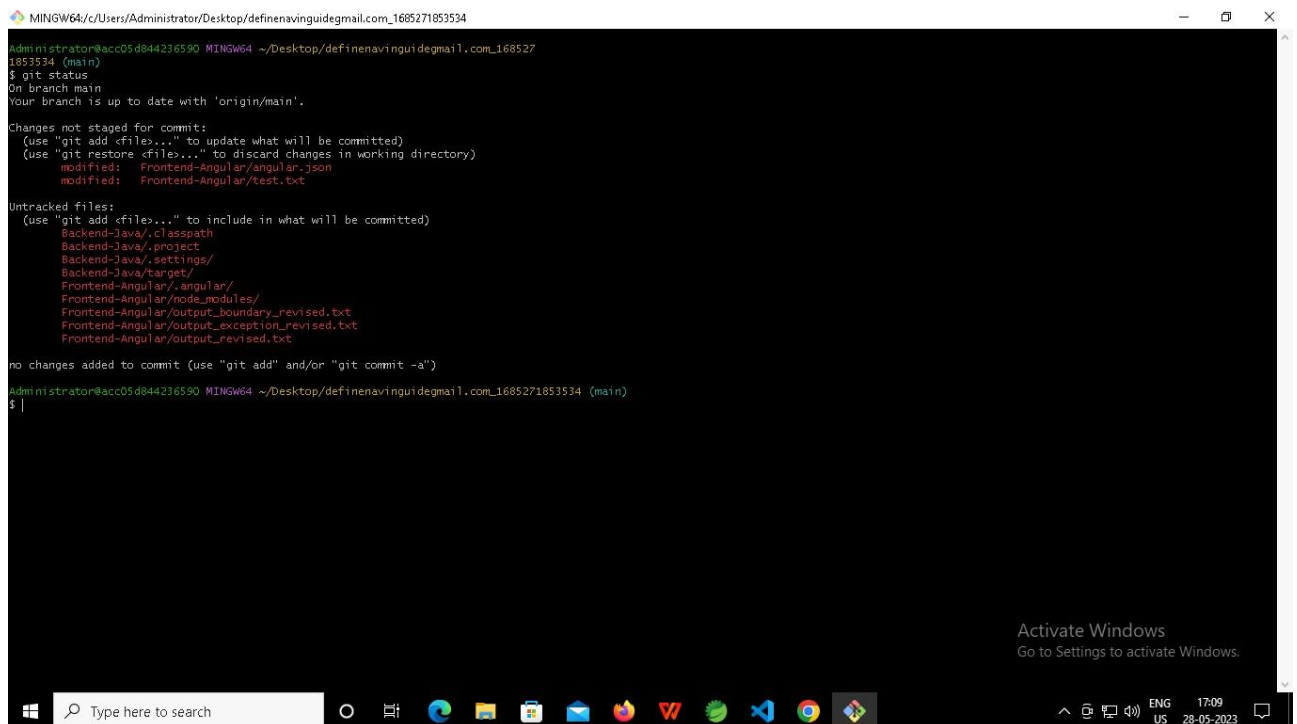 MINGW64:/c/Users/Administrator/Desktop/definenavinguidegmail.com_1685271853534
Administrator@acc05d844236590 MINGW64 ~/Desktop/definenavinguidegmail.com_168527
1853534 (main)
$ git status
On branch main
Your branch is up to date with 'origin/main'.
Changes not staged for commit:
(use "git add <file>..." to update what will be committed)
(use "git restore <file>..." to discard changes in working directory)
modified: Frontend-Angular/angular.json
modified: Frontend-Angular/test.txt
Untracked files:
(use "git add <file>..." to include in what will be committed)
Backend-Java/.classpath
Backend-Java/.project
Backend-Java/.settings/
Backend-Java/target/
Frontend-Angular/.angular/
Frontend-Angular/node_modules/
Frontend-Angular/output_boundary_revised.txt
Frontend-Angular/output_exception_revised.txt
Frontend-Angular/output_revised.txt
no changes added to commit (use "git add" and/or "git commit -a")
Administrator@acc05d844236590 MINGW64 ~/Desktop/definenavinguidegmail.com_1685271853534 (main)
$
Activate Windows
Go to Settings to activate Windows.
Type here to search
ENG 17:09
US 28-05-2023